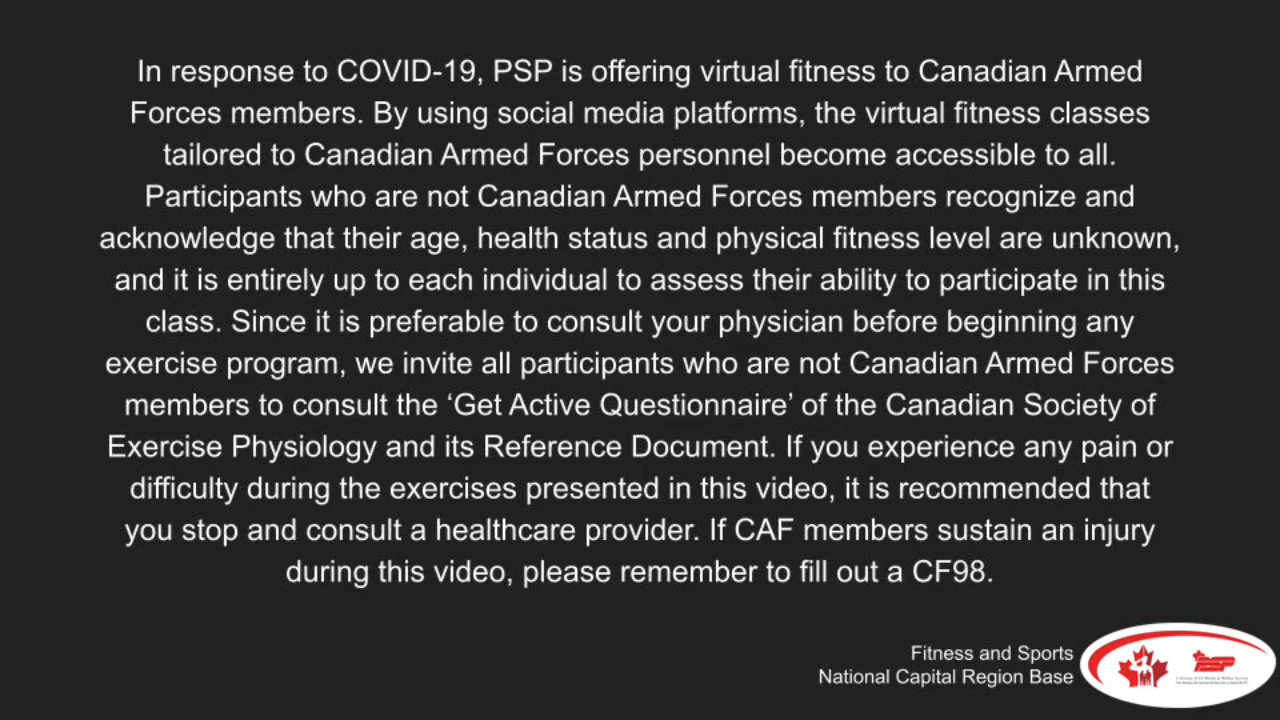 In response to COVID-19, PSP is offering virtual fitness to Canadian Armed
Forces members. By using social media platforms, the virtual fitness classes
tailored to Canadian Armed Forces personnel become accessible to all.
Participants who are not Canadian Armed Forces members recognize and
acknowledge that their age, health status and physical fitness level are unknown,
and it is entirely up to each individual to assess their ability to participate in this
class. Since it is preferable to consult your physician before beginning any
exercise program, we invite all participants who are not Canadian Armed Forces
members to consult the ‘Get Active Questionnaire’ of the Canadian Society of
Exercise Physiology and its Reference Document. If you experience any pain or
difficulty during the exercises presented in this video, it is recommended that
you stop and consult a healthcare provider. If CAF members sustain an injury
during this video, please remember to fill out a CF98.
Fitness and Sports
National Capital Region Base
PSP